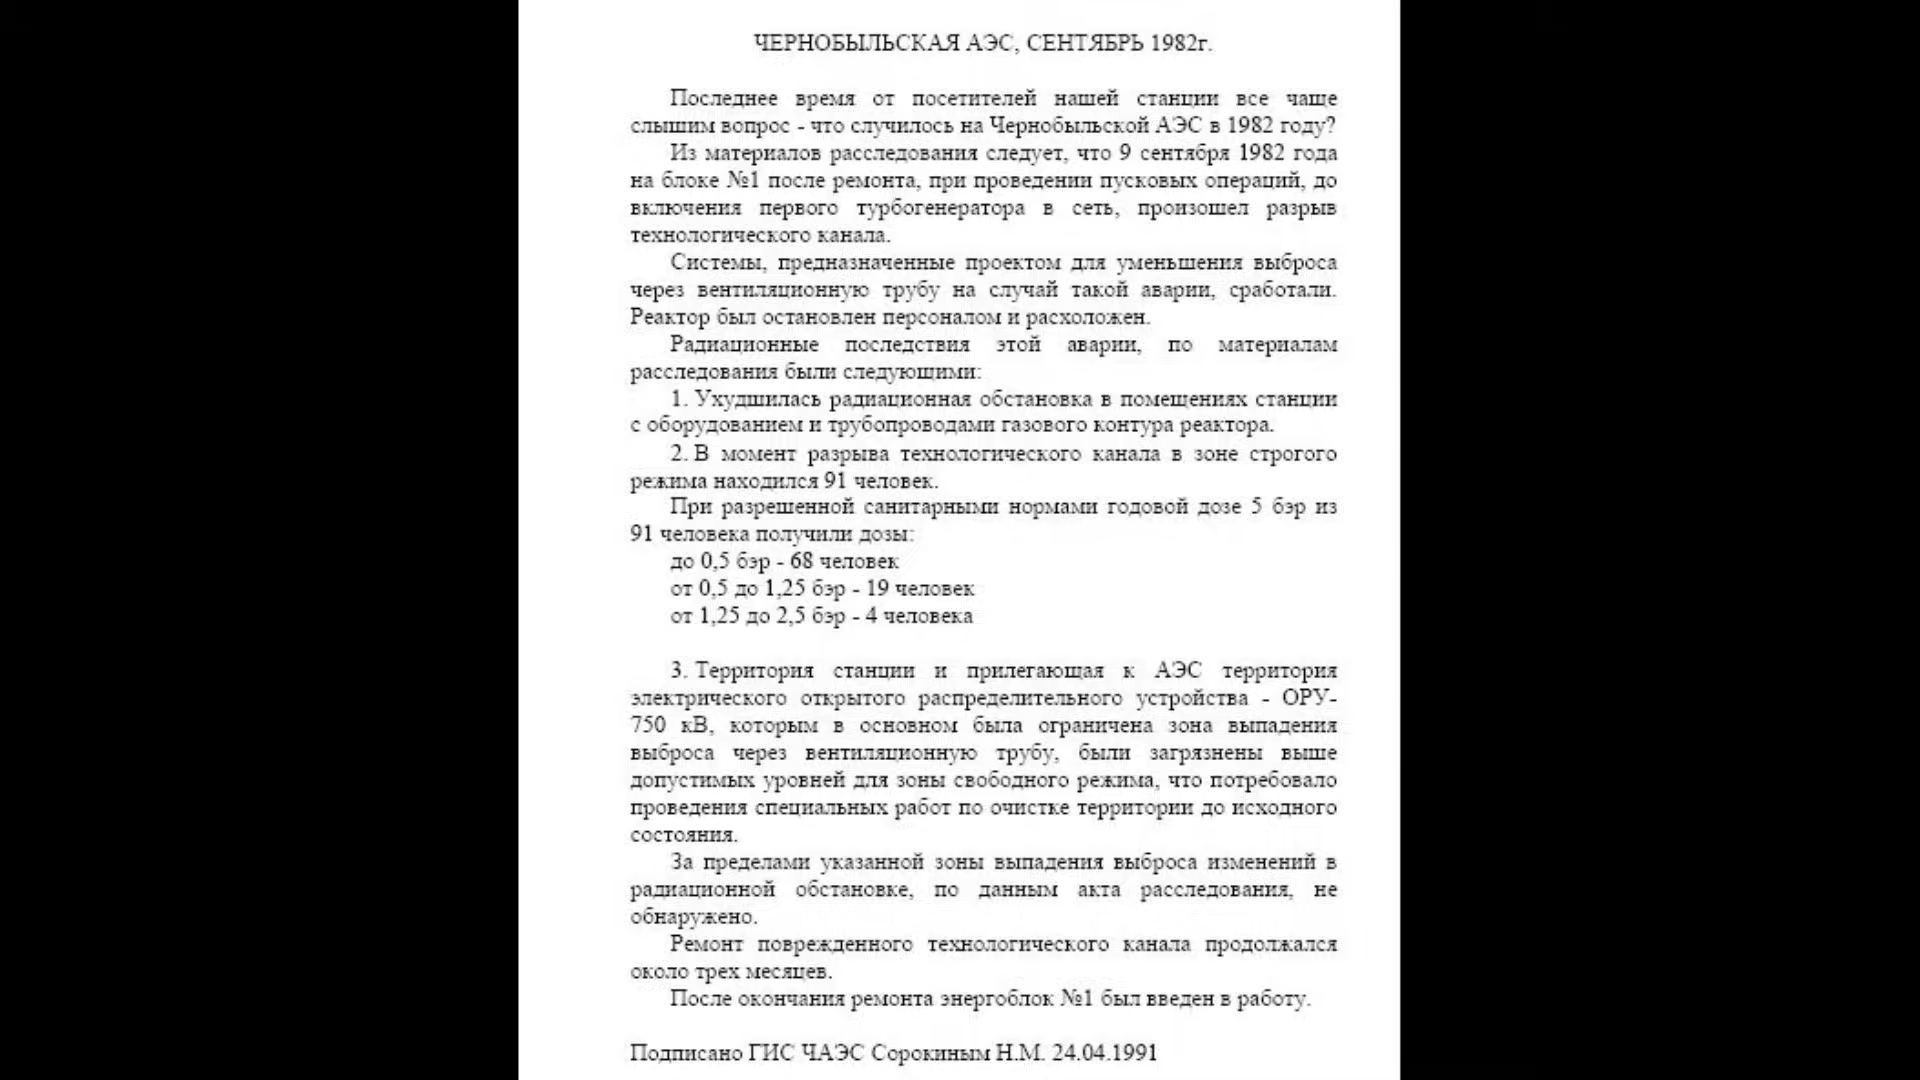 ЧЕРНОБЫЛЬСКАЯ АЭС, СЕНТЯБРЬ 1982г.
Последнее время от посетителей нашей станции все чаще
слышим вопрос - что случилось на Чернобыльской АЭС в 1982 году?
Из материалов расследования следует, что 9 сентября 1982 года
на блоке №1 после ремонта, при проведении пусковых операций, до
включения первого турбогенератора в сеть, произошел разрыв
технологического канала.
Системы, предназначенные проектом для уменьшения выброса
через вентиляционную трубу на случай такой аварии, сработали.
Реактор был остановлен персоналом и расхоложен.
Радиационные последствия этой аварии, по материалам
расследования были следующими:
1. Ухудшилась радиационная обстановка в помещениях станции
с оборудованием и трубопроводами газового контура реактора.
2. В момент разрыва технологического канала в зоне строгого
режима находился 91 человек.
При разрешенной санитарными нормами годовой дозе 5 бэр из
91 человека получили дозы:
до 0,5 бэр - 68 человек
от 0,5 до 1,25 бэр - 19 человек
от 1,25 до 2,5 бэр - 4 человека
3. Территория станции и прилегающая к АЭС территория
электрического открытого распределительного устройства - ОРУ-
750 кВ, которым в основном была ограничена зона выпадения
выброса через вентиляционную трубу, были загрязнены выше
допустимых уровней для зоны свободного режима, что потребовало
проведения специальных работ по очистке территории до исходного
состояния.
За пределами указанной зоны выпадения выброса изменений в
радиационной обстановке, по данным акта расследования, не
обнаружено.
Ремонт поврежденного технологического канала продолжался
около трех месяцев.
После окончания ремонта энергоблок №1 был введен в работу.
Подписано ГИС ЧАЭС Сорокиным Н.М. 24.04.1991